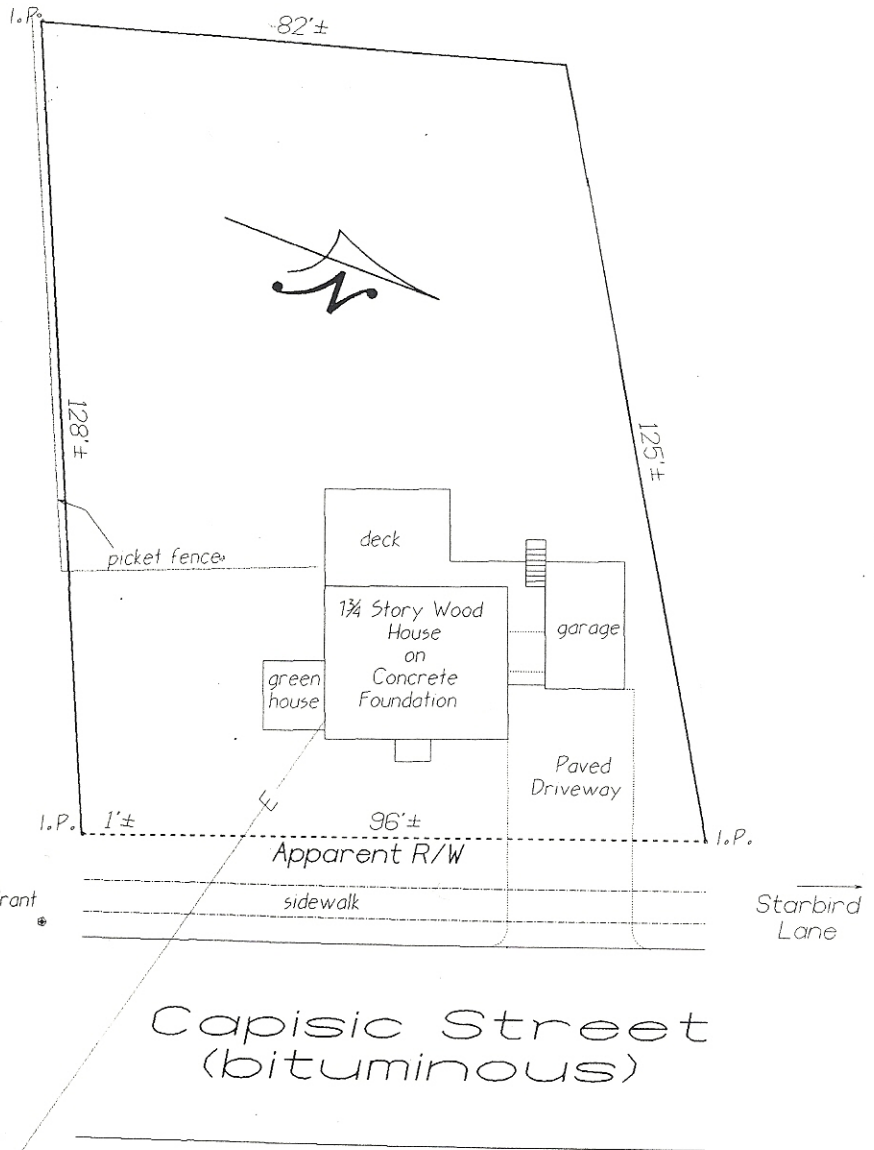 I.P.
82'±
N
128'±
125'±
picket fence
deck
1¾ Story Wood
House
on
Concrete
Foundation
garage
green
house
Paved
Driveway
E
I.P.
1'±
96'±
I.P.
Apparent R/W
sidewalk
rant
Starbird
Lane
Capisic Street
(bituminous)